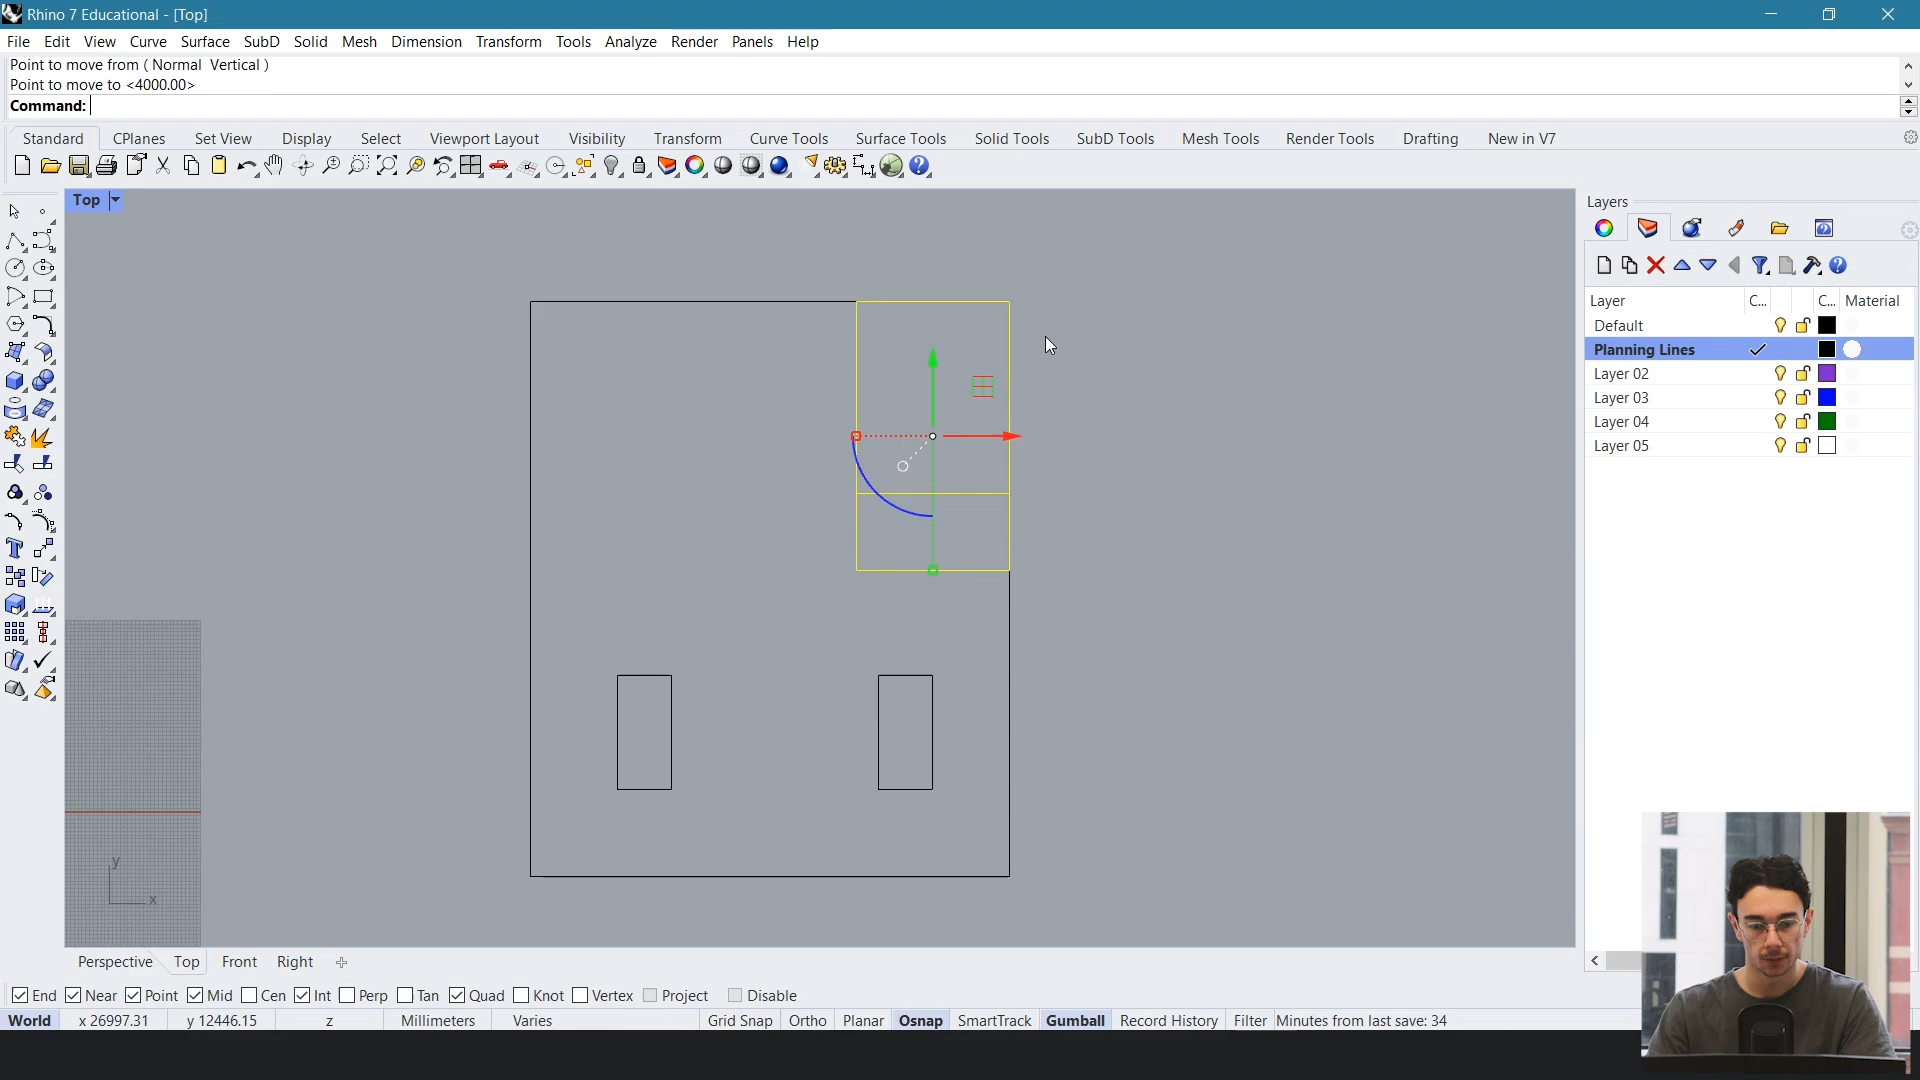 Rhino 7 Educational - [Top]
File Edit View Curve Surface SubD Solid Mesh Dimension Transform Tools Analyze Render Panels Help
Point to move from ( Normal Vertical )
Point to move to <4000.00>
Command:
Standard CPlanes Set View Display Select Viewport Layout Visibility Transform Curve Tools Surface Tools Solid Tools SubD Tools Mesh Tools Render Tools Drafting New in V7
Top
Layers
Layer C... C... Material
Default
Planning Lines
Layer 02
Layer 03
Layer 04
Layer 05
y
x
Perspective Top Front Right
End Near Point Mid Cen Int Perp Tan Quad Knot Vertex Project Disable
World x 26997.31 y 12446.15 z Millimeters Varies Grid Snap Ortho Planar Osnap SmartTrack Gumball Record History Filter Minutes from last save: 34